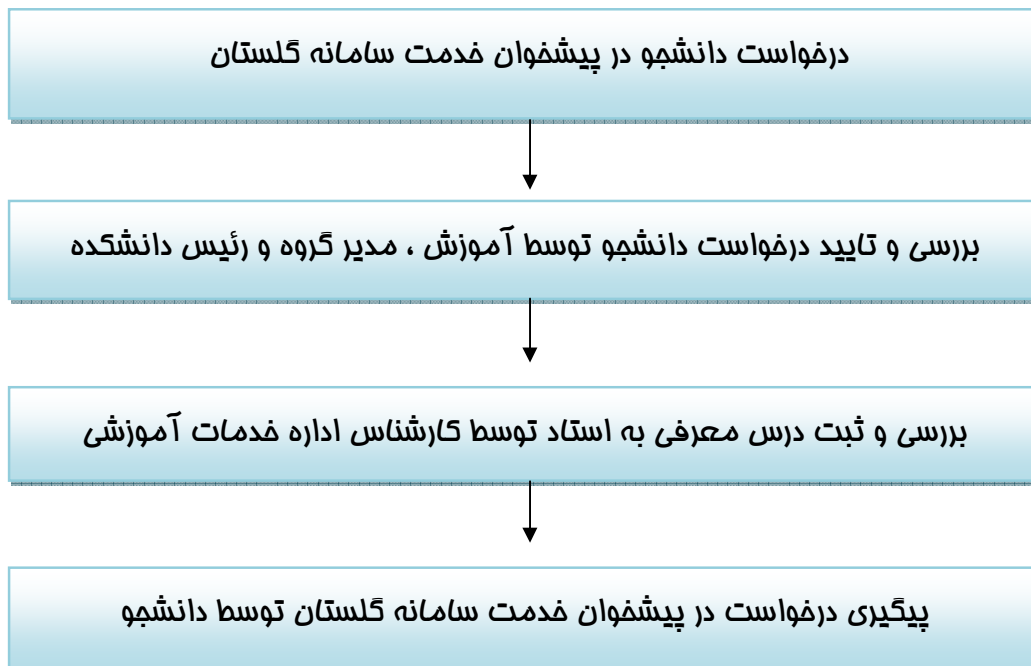 درخواست دانشجو در پیشخوان خدمت سامانه گلستان
بررسی و تایید درخواست دانشجو توسط آموزش ، مدیر گروه و رئیس دانشکده
بررسی و ثبت درس معرفی به استاد توسط کارشناس اداره خدمات آموزشی
پیگیری درخواست در پیشخوان خدمت سامانه گلستان توسط دانشجو